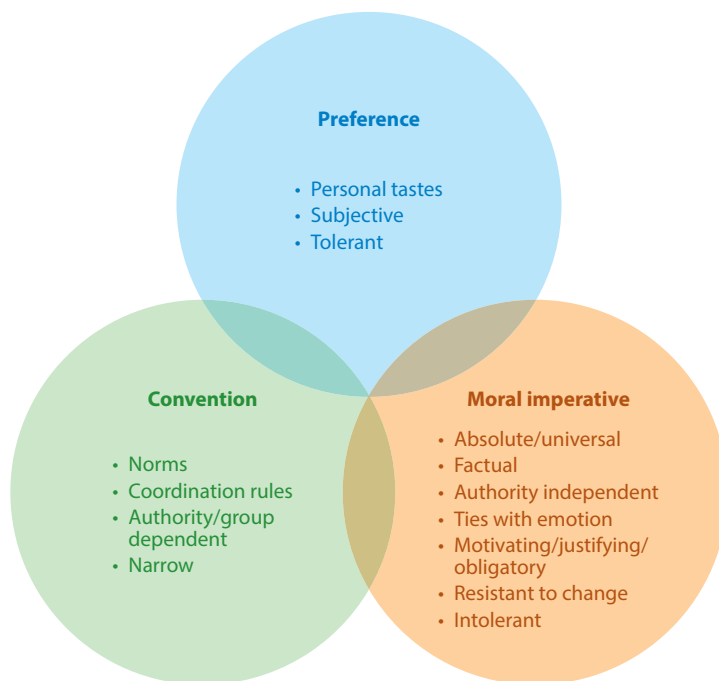 Preference
• Personal tastes
• Subjective
• Tolerant
Convention
• Norms
• Coordination rules
• Authority/group
dependent
• Narrow
Moral imperative
• Absolute/universal
• Factual
• Authority independent
• Ties with emotion
• Motivating/justifying/
obligatory
• Resistant to change
• Intolerant